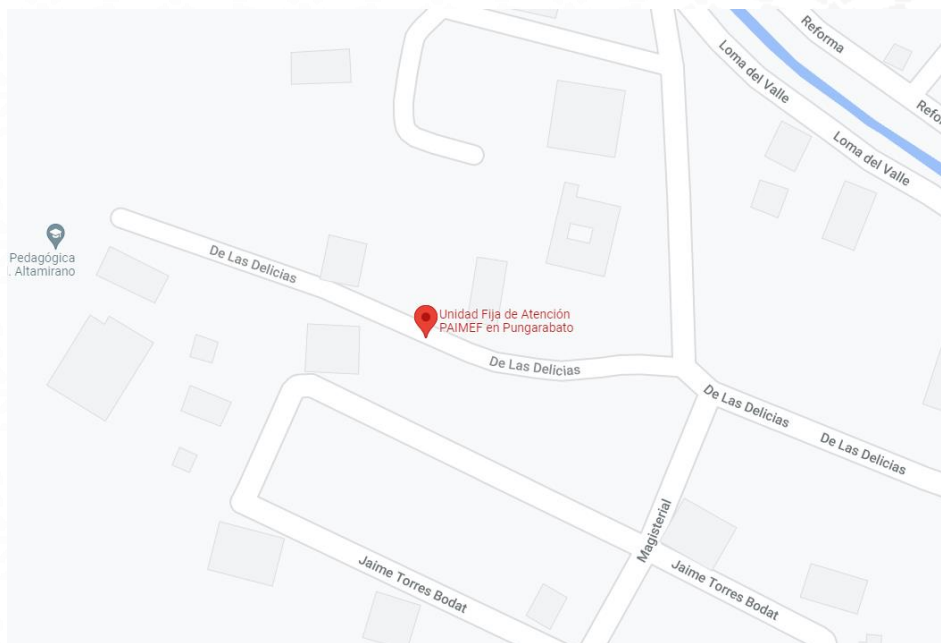 Reforma
Loma del Valle
Refor
Loma del Valle
Pedagógica
. Altamirano
De Las Delicias
Unidad Fija de Atención
PAIMEF en Pungarabato
De Las Delicias
De Las Delicias
De Las Delicias
Magisterial
Jaime Torres Bodat
Jaime Torres Bodat